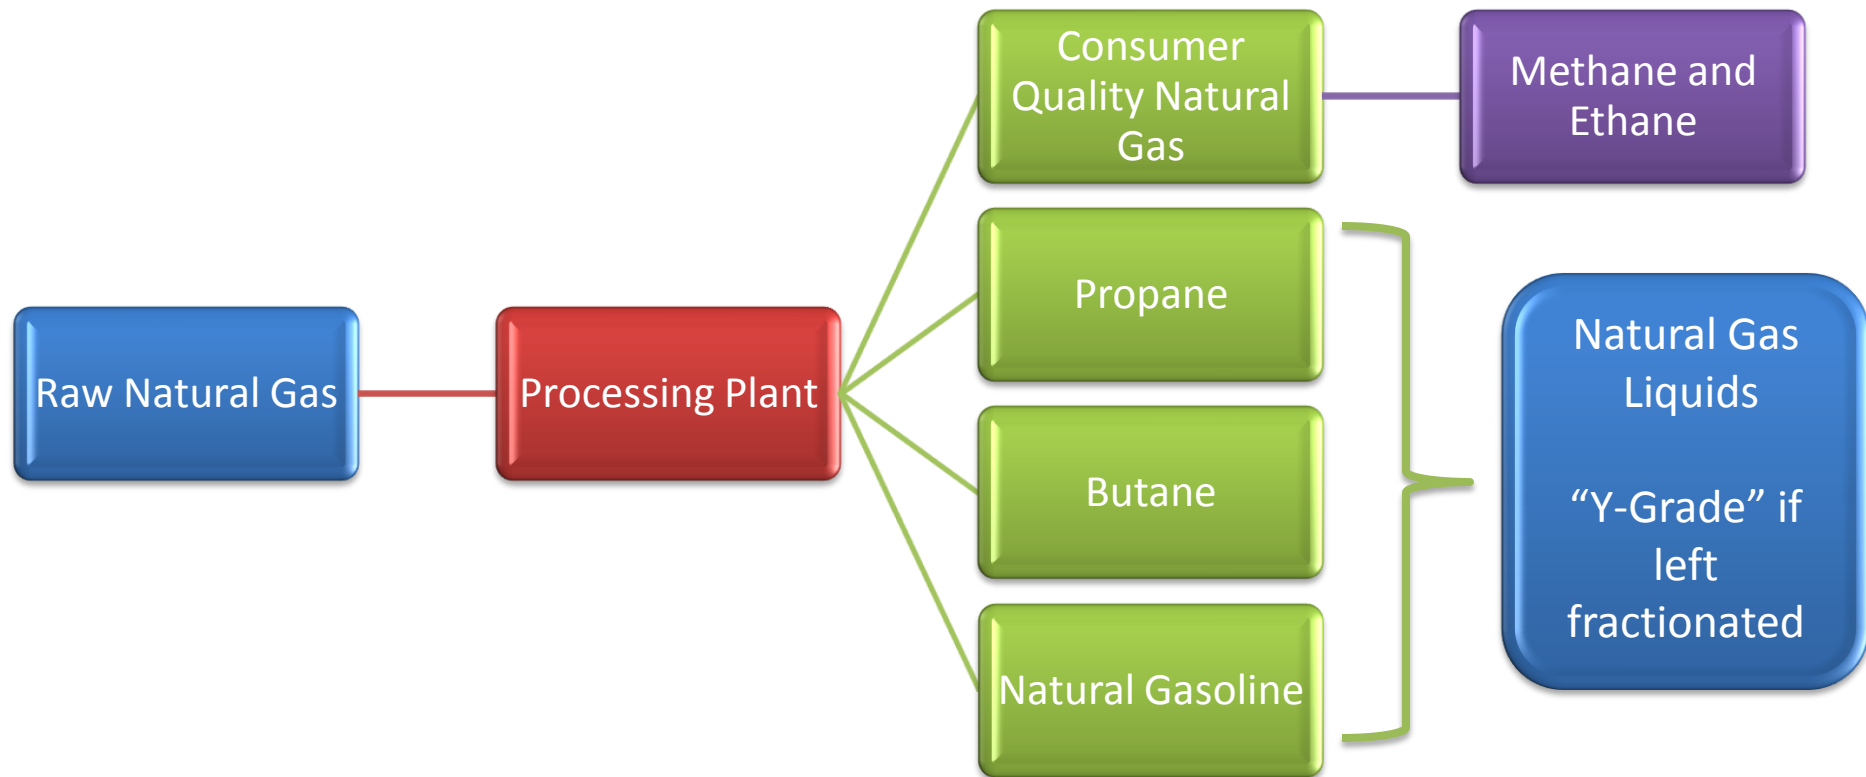 Raw Natural Gas
Processing Plant
Consumer
Quality Natural
Gas
Methane and
Ethane
Propane
Butane
Natural Gasoline
Natural Gas
Liquids
“Y-Grade” if
left
fractionated